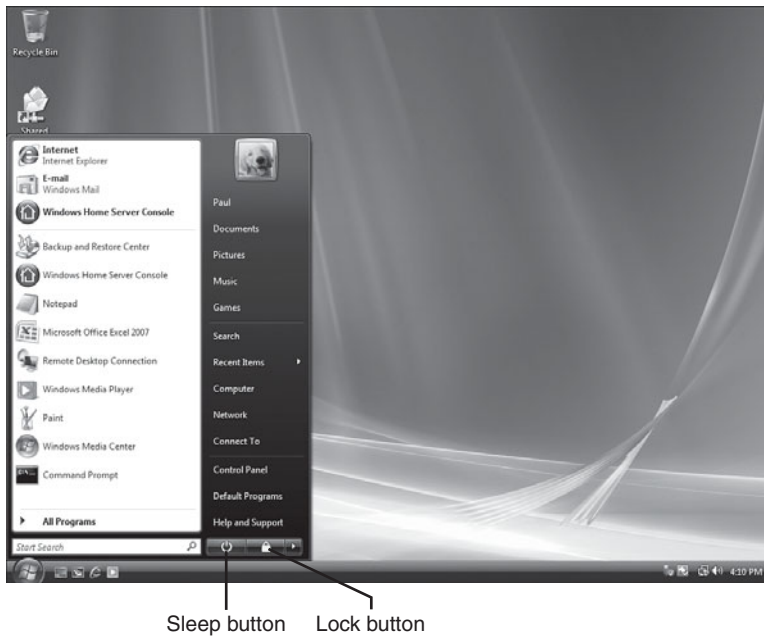 Recycle Bin
Shared
Internet
Internet Explorer
E-mail
Windows Mail
Windows Home Server Console
Backup and Restore Center
Windows Home Server Console
Notepad
Microsoft Office Excel 2007
Remote Desktop Connection
Windows Media Player
Paint
Windows Media Center
Command Prompt
All Programs
Start Search
Paul
Documents
Pictures
Music
Games
Search
Recent Items
Computer
Network
Connect To
Control Panel
Default Programs
Help and Support
4:10 PM
Sleep button
Lock button